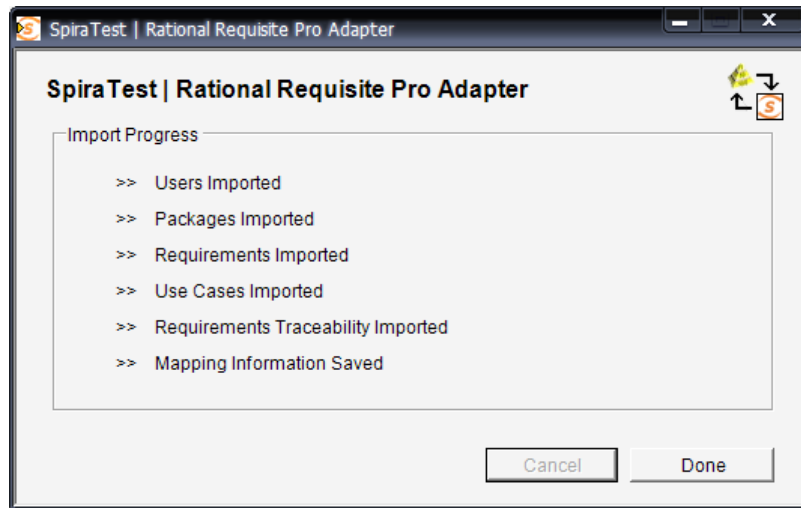 SpiraTest | Rational Requisite Pro Adapter
SpiraTest | Rational Requisite Pro Adapter
Import Progress
>> Users Imported
>> Packages Imported
>> Requirements Imported
>> Use Cases Imported
>> Requirements Traceability Imported
>> Mapping Information Saved
Cancel Done